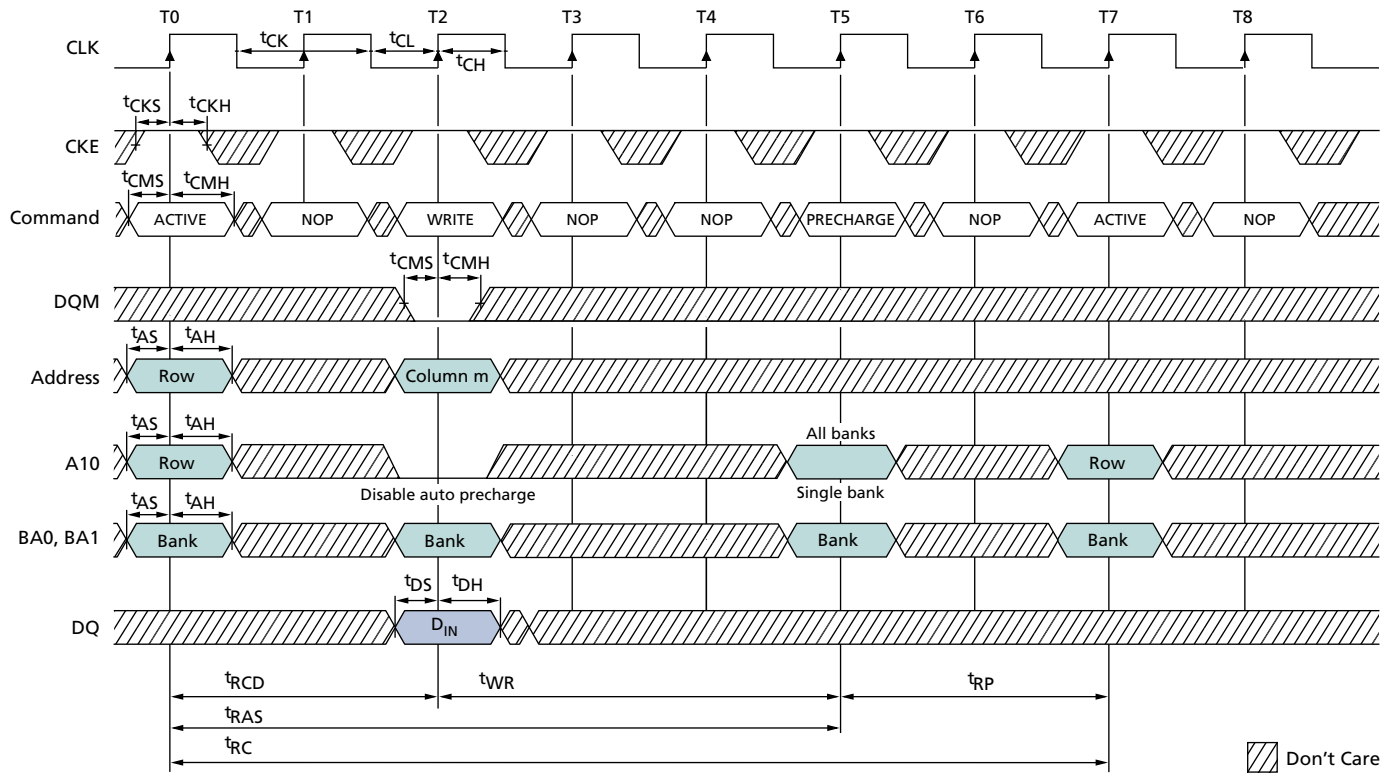 T0 T1 T2 T3 T4 T5 T6 T7 T8
CLK
tCK tCL
tCH
tCKS tCKH
CKE
tCMS tCMH
Command ACTIVE NOP WRITE NOP NOP PRECHARGE NOP ACTIVE NOP
tCMS tCMH
DQM
tAS tAH
Address Row Column m
tAS tAH All banks
A10 Row Row
Disable auto precharge Single bank
tAS tAH
BA0, BA1 Bank Bank Bank Bank
tDS tDH
DQ DIN
tRCD tWR tRP
tRAS
tRC
Don't Care